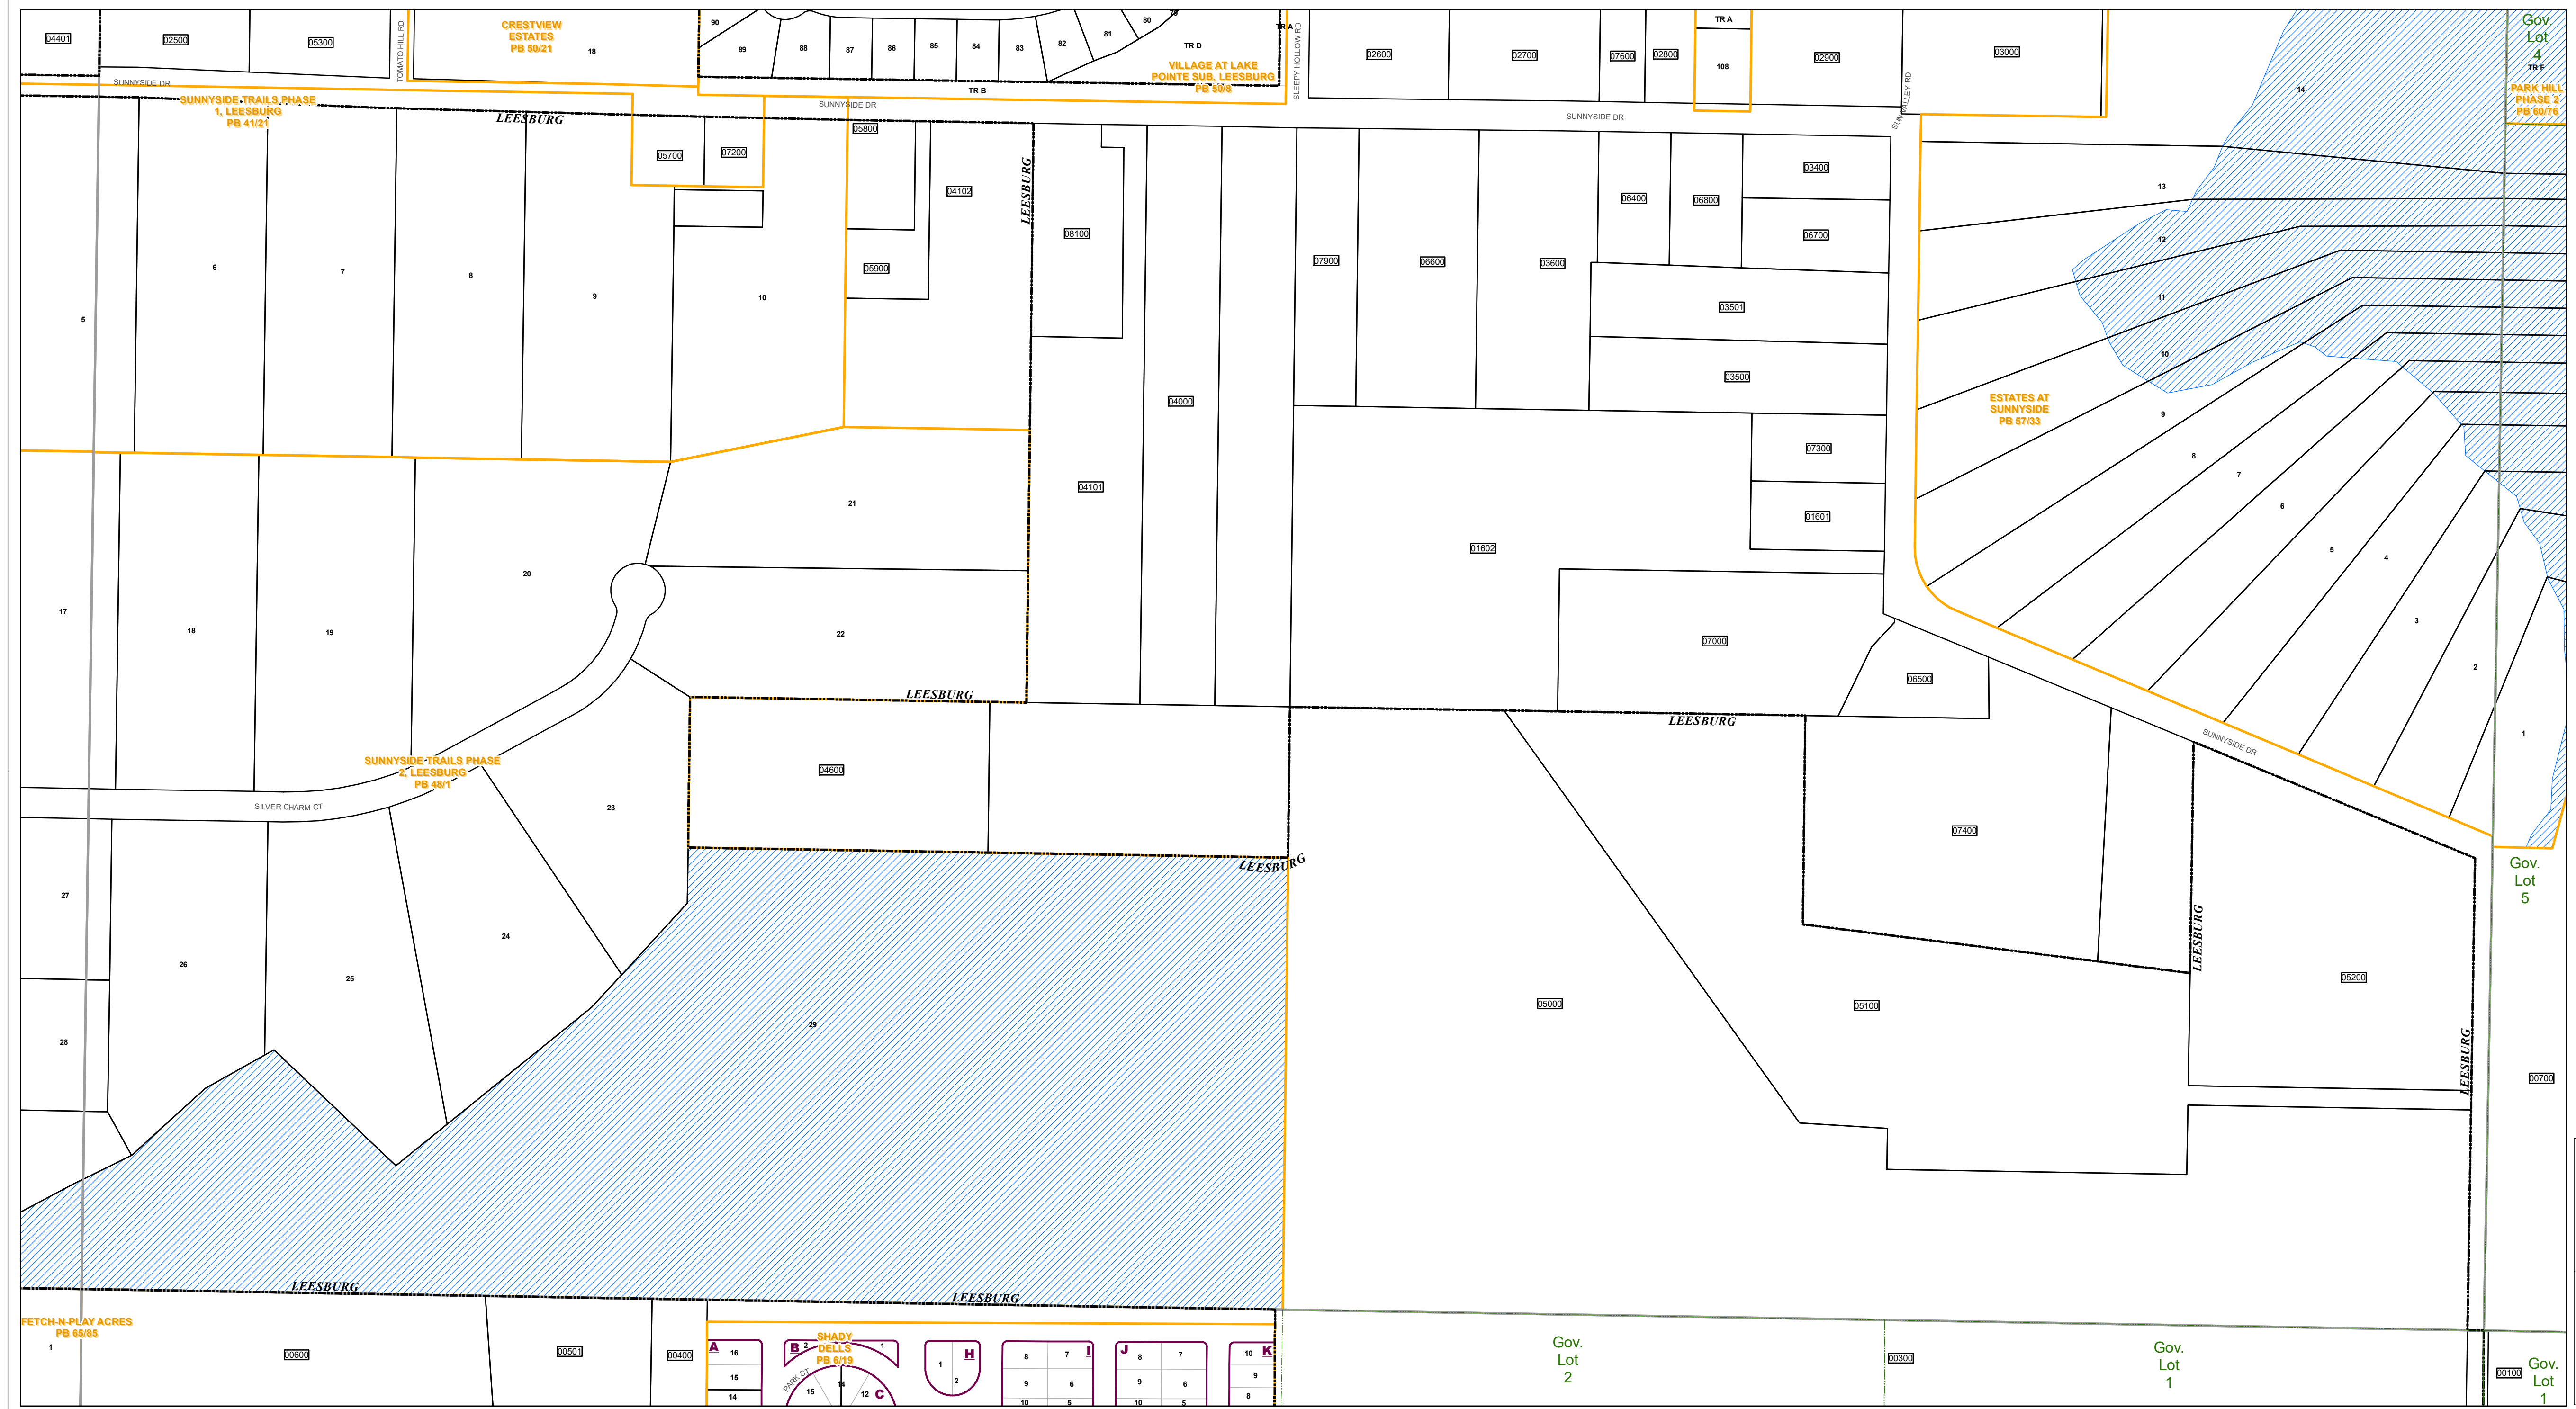 04401
02500
05300
TOMATO HILL RD
CRESTVIEW
ESTATES
PB 50/21
18
90
89
88
87
86
85
84
83
82
81
80
79
TR D
TR A
VILLAGE AT LAKE
POINTE SUB, LEESBURG
PB 50/8
TR B
SLEEPY HOLLOW RD
02600
02700
07600
02800
TR A
108
02900
03000
SUN VALLEY RD
14
Gov.
Lot
4
TR F
PARK HILL
PHASE 2
PB 60/76
SUNNYSIDE DR
SUNNYSIDE DR
SUNNYSIDE DR
SUNNYSIDE TRAILS PHASE
1, LEESBURG
PB 41/21
LEESBURG
05700
07200
05800
04102
LEESBURG
08100
05900
5
6
7
8
9
10
07900
06600
03600
06400
06800
03400
06700
03501
03500
04000
04101
07300
01601
01602
07000
06500
13
12
11
10
9
8
7
6
5
4
3
2
1
ESTATES AT
SUNNYSIDE
PB 57/33
SUNNYSIDE DR
17
18
19
20
21
22
LEESBURG
LEESBURG
SUNNYSIDE TRAILS PHASE
2, LEESBURG
PB 48/1
SILVER CHARM CT
23
04600
LEESBURG
07400
Gov.
Lot
5
27
26
25
24
28
29
05000
05100
LEESBURG
05200
LEESBURG
00700
LEESBURG
LEESBURG
FETCH-N-PLAY ACRES
PB 65/85
1
00600
00501
00400
SHADY
DELLS
PB 6/19
A
16
15
14
B
2
1
PARK ST
15
14
12
C
H
1
2
I
8
7
9
6
10
5
J
8
7
9
6
10
5
K
10
9
8
Gov.
Lot
2
00300
Gov.
Lot
1
00100
Gov.
Lot
1